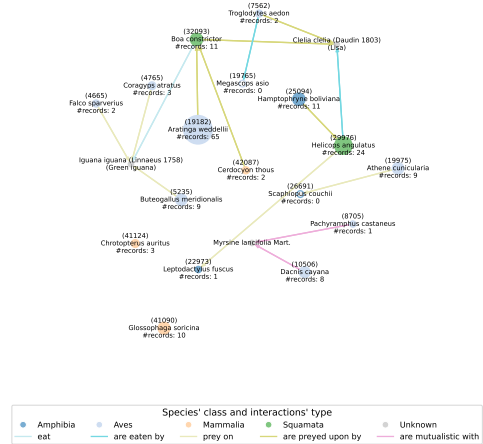 (7562)
Troglodytes aedon
#records: 2
(32093)
Boa constrictor
#records: 11
Clelia clelia (Daudin 1803)
(Lisa)
(4765)
Coragyps atratus
#records: 3
(19765)
Megascops asio
#records: 0
(4665)
Falco sparverius
#records: 2
(25094)
Hamptophryne boliviana
#records: 11
(19182)
Aratinga weddellii
#records: 65
(29976)
Helicops angulatus
#records: 24
Iguana iguana (Linnaeus 1758)
(Green iguana)
(42087)
Cerdocyon thous
#records: 2
(19975)
Athene cunicularia
#records: 9
(5235)
Buteogallus meridionalis
#records: 9
(26691)
Scaphiopus couchii
#records: 0
(8705)
Pachyramphus castaneus
#records: 1
(41124)
Chrotopterus auritus
#records: 3
Myrsine lancifolia Mart.
(22973)
Leptodactylus fuscus
#records: 1
(10506)
Dacnis cayana
#records: 8
(41090)
Glossophaga soricina
#records: 10
Species' class and interactions' type
Amphibia Aves Mammalia Squamata Unknown
eat are eaten by prey on are preyed upon by are mutualistic with